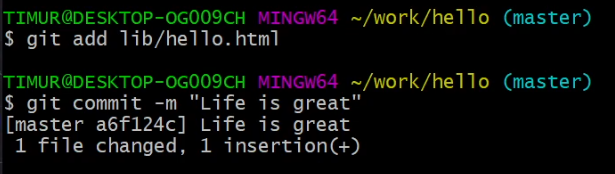 TIMUR@DESKTOP-OG009CH MINGW64 ~/work/hello (master)
$ git add lib/hello.html
TIMUR@DESKTOP-OG009CH MINGW64 ~/work/hello (master)
$ git commit -m "Life is great"
[master a6f124c] Life is great
 1 file changed, 1 insertion(+)